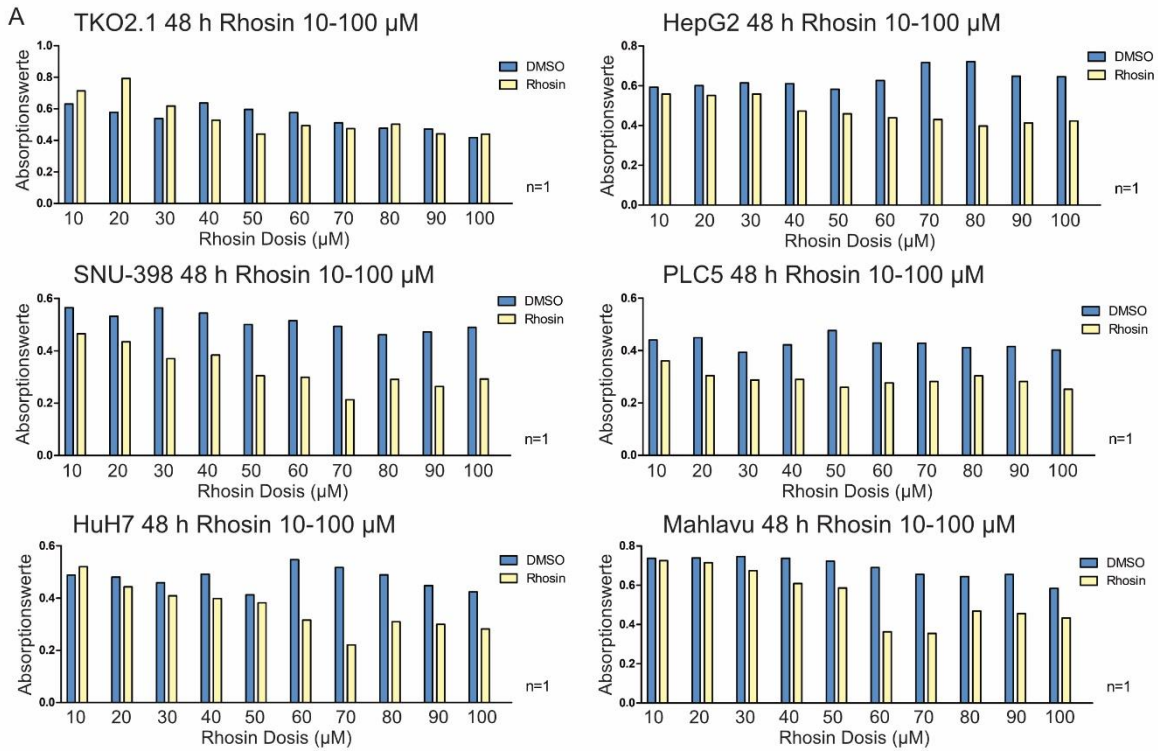 A
TKO2.1 48 h Rhosin 10-100 µM
Absorptionswerte
1.0
0.8
0.6
0.4
0.2
0.0
DMSO
Rhosin
n=1
10 20 30 40 50 60 70 80 90 100
Rhosin Dosis (µM)
HepG2 48 h Rhosin 10-100 µM
Absorptionswerte
0.8
0.6
0.4
0.2
0.0
DMSO
Rhosin
n=1
10 20 30 40 50 60 70 80 90 100
Rhosin Dosis (µM)
SNU-398 48 h Rhosin 10-100 µM
Absorptionswerte
0.6
0.4
0.2
0.0
DMSO
Rhosin
n=1
10 20 30 40 50 60 70 80 90 100
Rhosin Dosis (µM)
PLC5 48 h Rhosin 10-100 µM
Absorptionswerte
0.6
0.4
0.2
0.0
DMSO
Rhosin
n=1
10 20 30 40 50 60 70 80 90 100
Rhosin Dosis (µM)
HuH7 48 h Rhosin 10-100 µM
Absorptionswerte
0.6
0.4
0.2
0.0
DMSO
Rhosin
n=1
10 20 30 40 50 60 70 80 90 100
Rhosin Dosis (µM)
Mahlavu 48 h Rhosin 10-100 µM
Absorptionswerte
0.8
0.6
0.4
0.2
0.0
DMSO
Rhosin
n=1
10 20 30 40 50 60 70 80 90 100
Rhosin Dosis (µM)